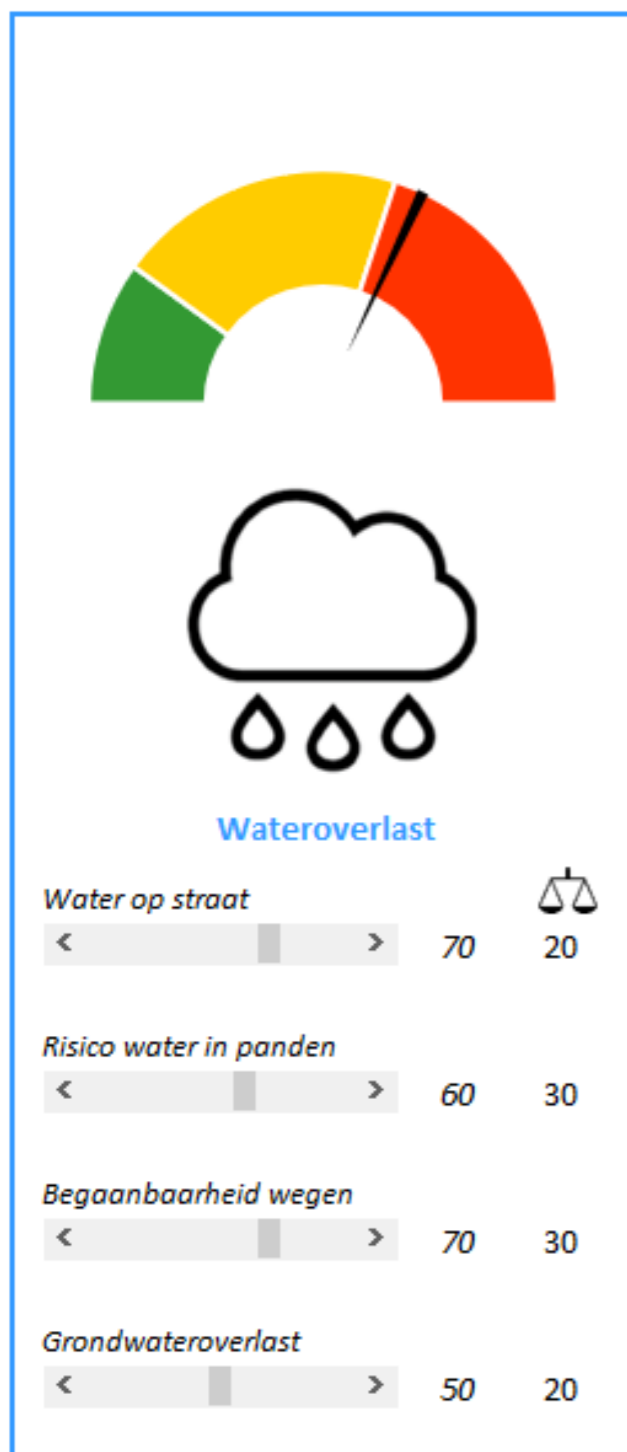 Wateroverlast
Water op straat
70 20
Risico water in panden
60 30
Begaanbaarheid wegen
70 30
Grondwateroverlast
50 20